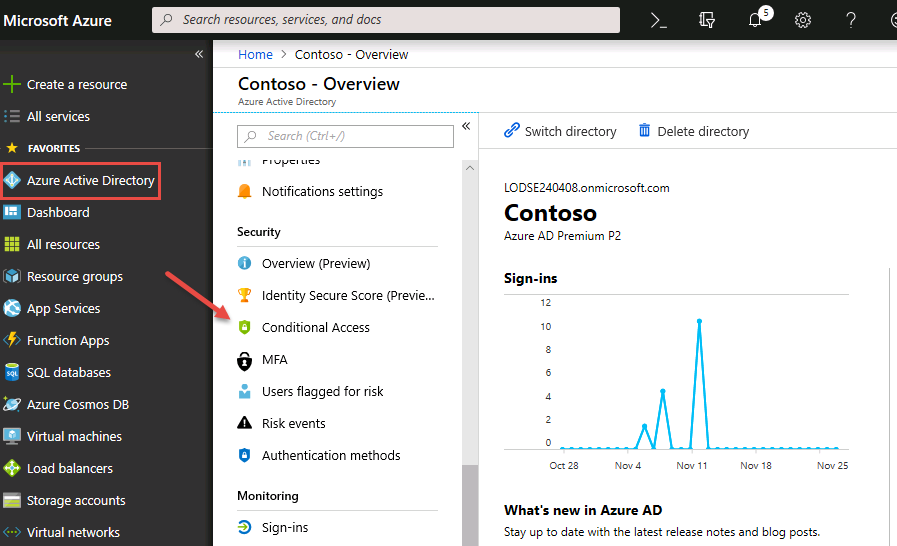 Microsoft Azure
Search resources, services, and docs
5
Create a resource
All services
FAVORITES
Azure Active Directory
Dashboard
All resources
Resource groups
App Services
Function Apps
SQL databases
Azure Cosmos DB
Virtual machines
Load balancers
Storage accounts
Virtual networks
Home > Contoso - Overview
Contoso - Overview
Azure Active Directory
Search (Ctrl+/)
Properties
Notifications settings
Security
Overview (Preview)
Identity Secure Score (Previe...
Conditional Access
MFA
Users flagged for risk
Risk events
Authentication methods
Monitoring
Sign-ins
Switch directory
Delete directory
LODSE240408.onmicrosoft.com
Contoso
Azure AD Premium P2
Sign-ins
12
10
8
6
4
2
0
Oct 28 Nov 4 Nov 11 Nov 18 Nov 25
What's new in Azure AD
Stay up to date with the latest release notes and blog posts.